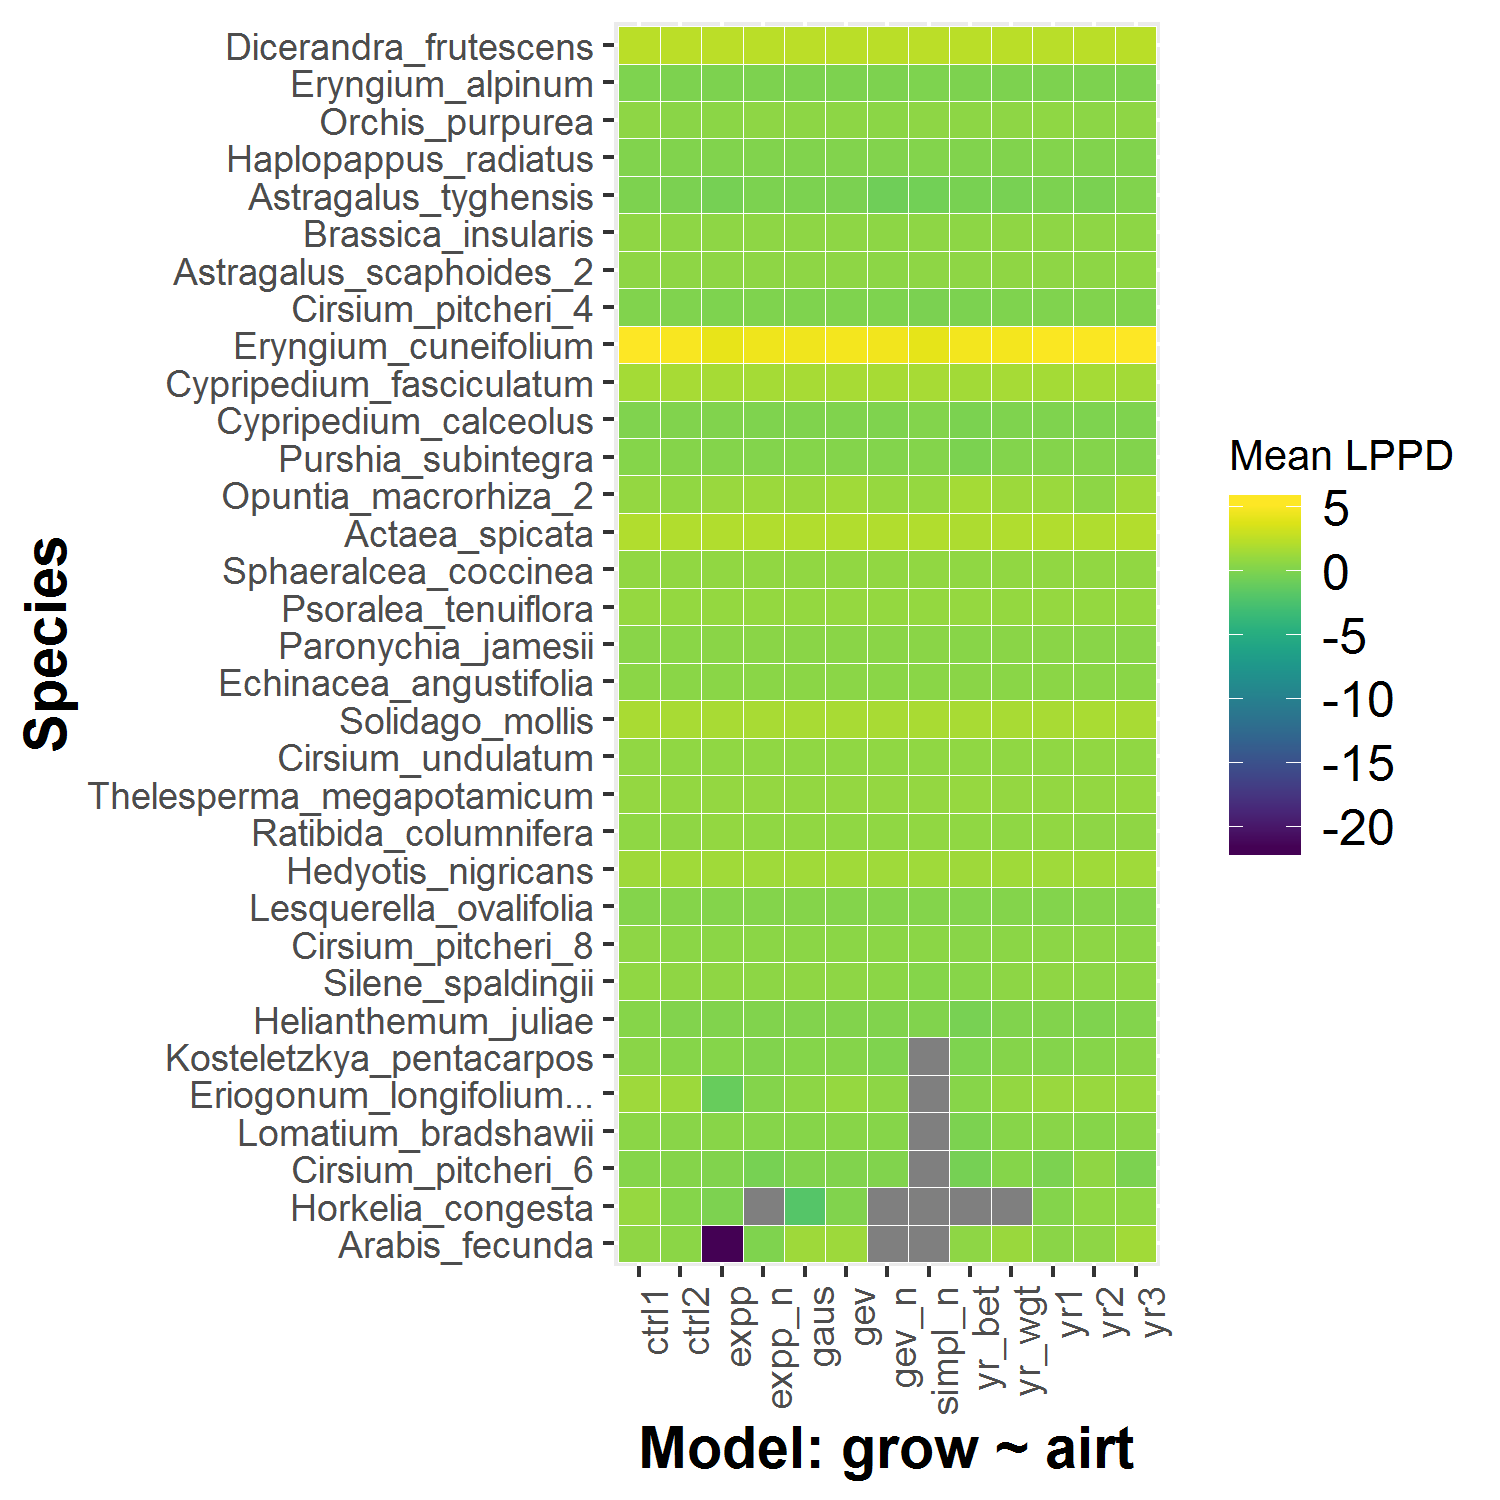 Species
Dicerandra_frutescens
Eryngium_alpinum
Orchis_purpurea
Haplopappus_radiatus
Astragalus_tyghensis
Brassica_insularis
Astragalus_scaphoides_2
Cirsium_pitcheri_4
Eryngium_cuneifolium
Cypripedium_fasciculatum
Cypripedium_calceolus
Purshia_subintegra
Opuntia_macrorhiza_2
Actaea_spicata
Sphaeralcea_coccinea
Psoralea_tenuiflora
Paronychia_jamesii
Echinacea_angustifolia
Solidago_mollis
Cirsium_undulatum
Thelesperma_megapotamicum
Ratibida_columnifera
Hedyotis_nigricans
Lesquerella_ovalifolia
Cirsium_pitcheri_8
Silene_spaldingii
Helianthemum_juliae
Kosteletzkya_pentacarpos
Eriogonum_longifolium...
Lomatium_bradshawii
Cirsium_pitcheri_6
Horkelia_congesta
Arabis_fecunda
ctrl1
ctrl2
expp
expp_n
gaus
gev
gev_n
simpl_n
yr_bet
yr_wgt
yr1
yr2
yr3
Model: grow ~ airt
Mean LPPD
5
0
-5
-10
-15
-20